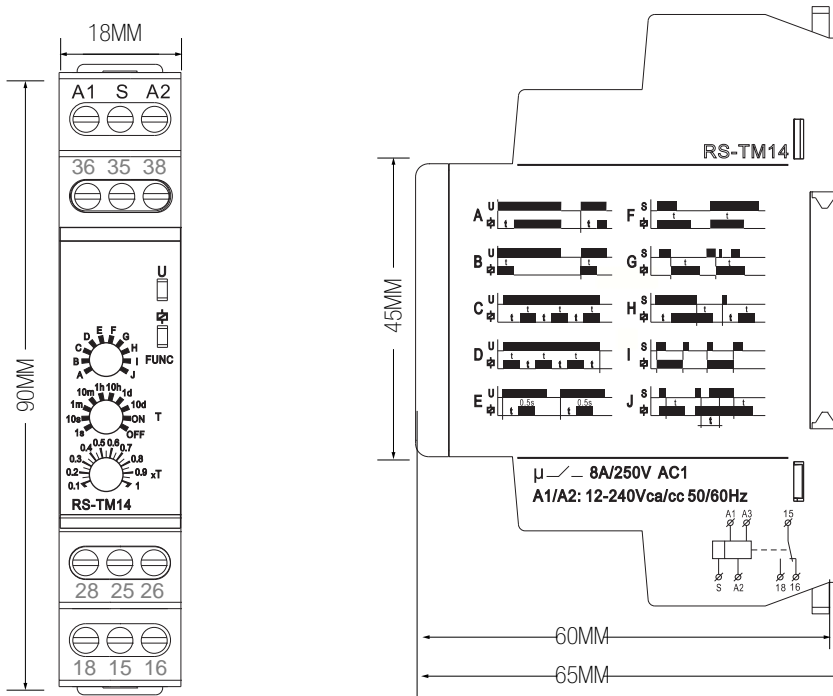 18MM
A1 S A2
36 35 38
90MM
U
FUNC
A B C D E F G H I J
1s 10s 1m 10m 1h 10h 1d 10d ON OFF
T
0.1 0.2 0.3 0.4 0.5 0.6 0.7 0.8 0.9 1
xT
RS-TM14
28 25 26
18 15 16
RS-TM14
45MM
A U t t
B U t t
C U t t t
D U t t t
E U 0.5s 0.5s t t
F S t t
G S t t
H S t t t
I S
J S t t t
µ 8A/250V AC1
A1/A2: 12-240Vca/cc 50/60Hz
A1 A3 15
S A2 18 16
60MM
65MM